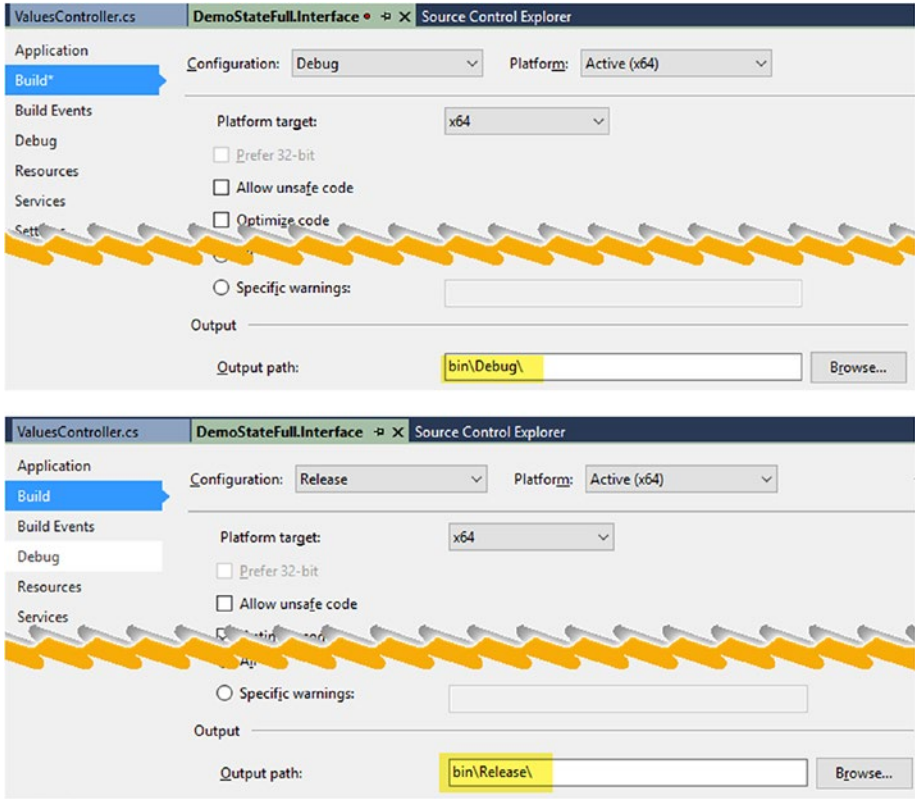 ValuesController.cs DemoStateFull.Interface Source Control Explorer
Application
Configuration: Debug Platform: Active (x64)
Build*
Build Events
Platform target: x64
Debug
Prefer 32-bit
Resources
Allow unsafe code
Services
Optimize code
Specific warnings:
Output
Output path: bin\Debug\ Browse...
ValuesController.cs DemoStateFull.Interface Source Control Explorer
Application
Configuration: Release Platform: Active (x64)
Build
Build Events
Platform target: x64
Debug
Prefer 32-bit
Resources
Allow unsafe code
Services
Specific warnings:
Output
Output path: bin\Release\ Browse...